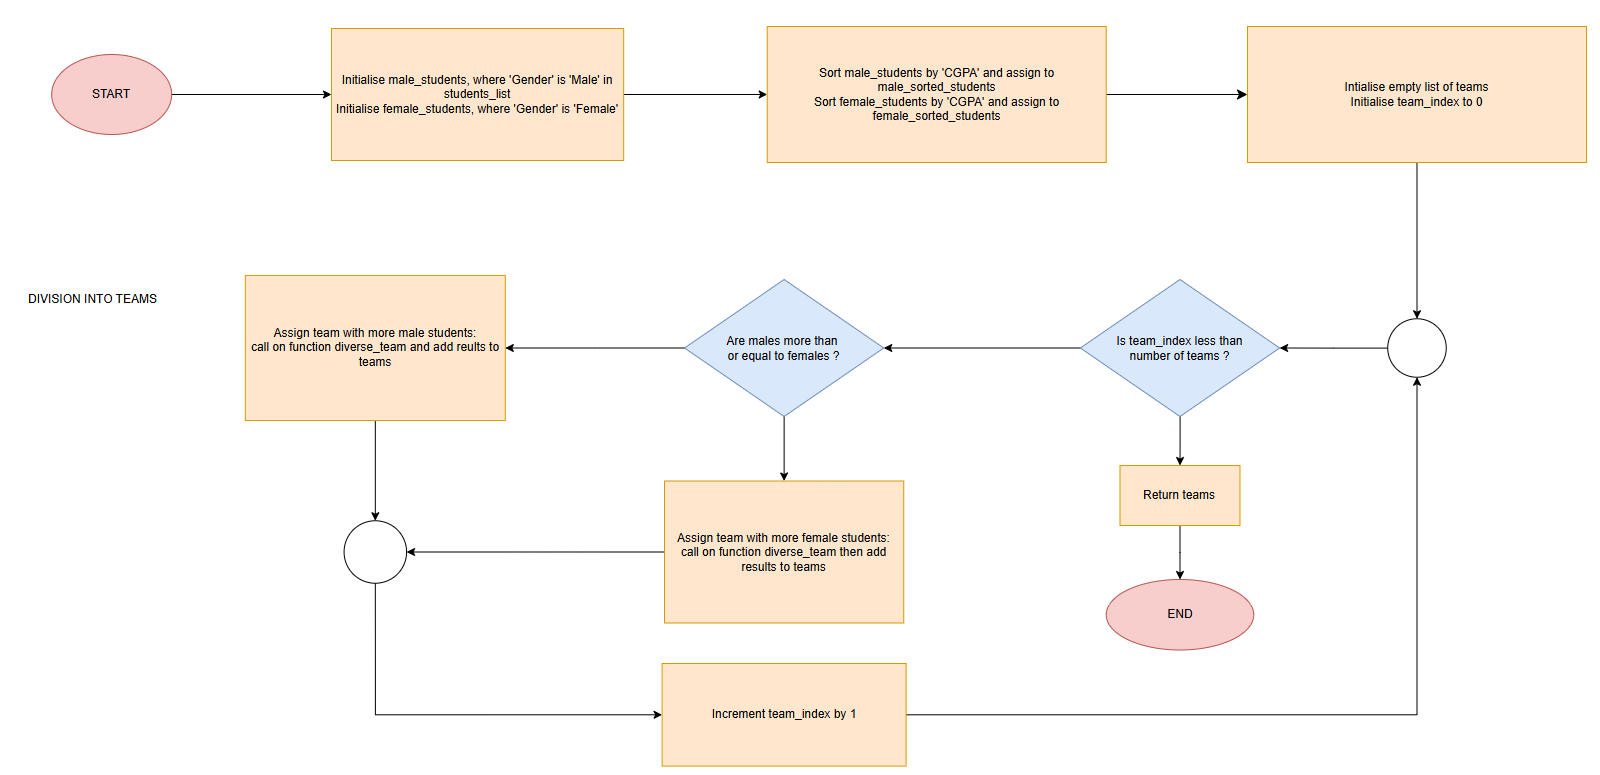 START
Initialise male_students, where 'Gender' is 'Male' in
students_list
Initialise female_students, where 'Gender' is 'Female'
Sort male_students by 'CGPA' and assign to
male_sorted_students
Sort female_students by 'CGPA' and assign to
female_sorted_students
Intialise empty list of teams
Initialise team_index to 0
DIVISION INTO TEAMS
Assign team with more male students:
call on function diverse_team and add reults to
teams
Are males more than
or equal to females ?
Is team_index less than
number of teams ?
Return teams
Assign team with more female students:
call on function diverse_team then add
results to teams
END
Increment team_index by 1